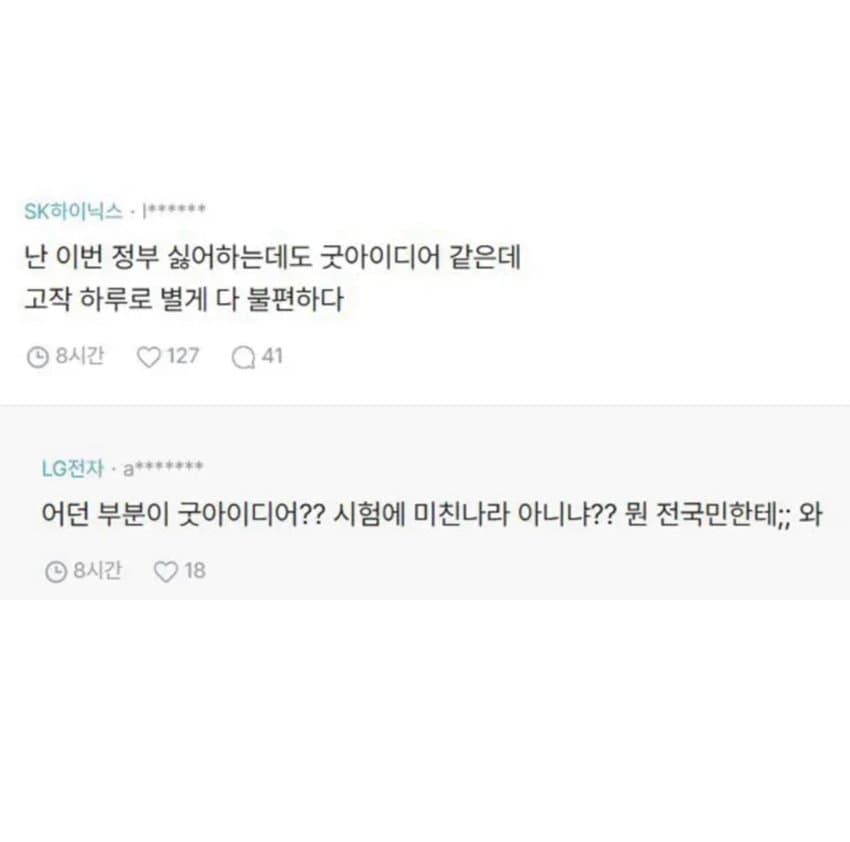 SK하이닉스 · l******
난 이번 정부 싫어하는데도 굿아이디어 같은데
고작 하루로 별게 다 불편하다
8시간 127 41
LG전자 · a*******
어떤 부분이 굿아이디어?? 시험에 미친나라 아니냐?? 뭔 전국민한테;; 와
8시간 18